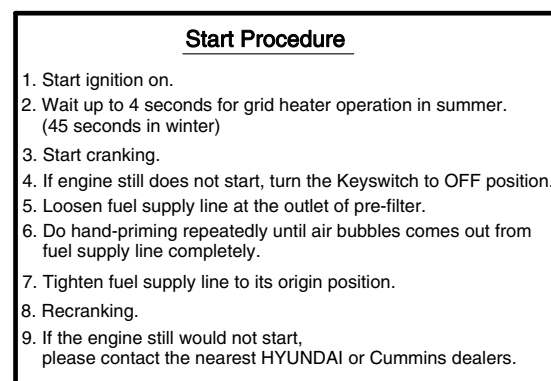 Start Procedure
1. Start ignition on.
2. Wait up to 4 seconds for grid heater operation in summer.
(45 seconds in winter)
3. Start cranking.
4. If engine still does not start, turn the Keyswitch to OFF position.
5. Loosen fuel supply line at the outlet of pre-filter.
6. Do hand-priming repeatedly until air bubbles comes out from
fuel supply line completely.
7. Tighten fuel supply line to its origin position.
8. Recranking.
9. If the engine still would not start,
please contact the nearest HYUNDAI or Cummins dealers.